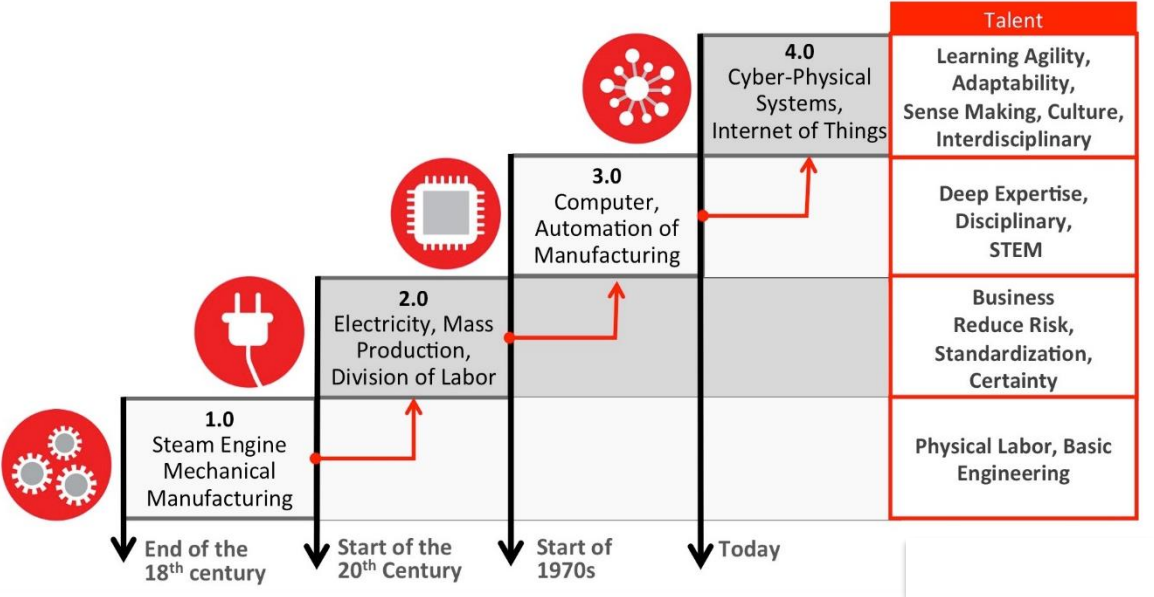 Talent
4.0
Cyber-Physical
Systems,
Internet of Things
Learning Agility,
Adaptability,
Sense Making, Culture,
Interdisciplinary
3.0
Computer,
Automation of
Manufacturing
Deep Expertise,
Disciplinary,
STEM
2.0
Electricity, Mass
Production,
Division of Labor
Business
Reduce Risk,
Standardization,
Certainty
1.0
Steam Engine
Mechanical
Manufacturing
Physical Labor, Basic
Engineering
End of the
18th century
Start of the
20th Century
Start of
1970s
Today